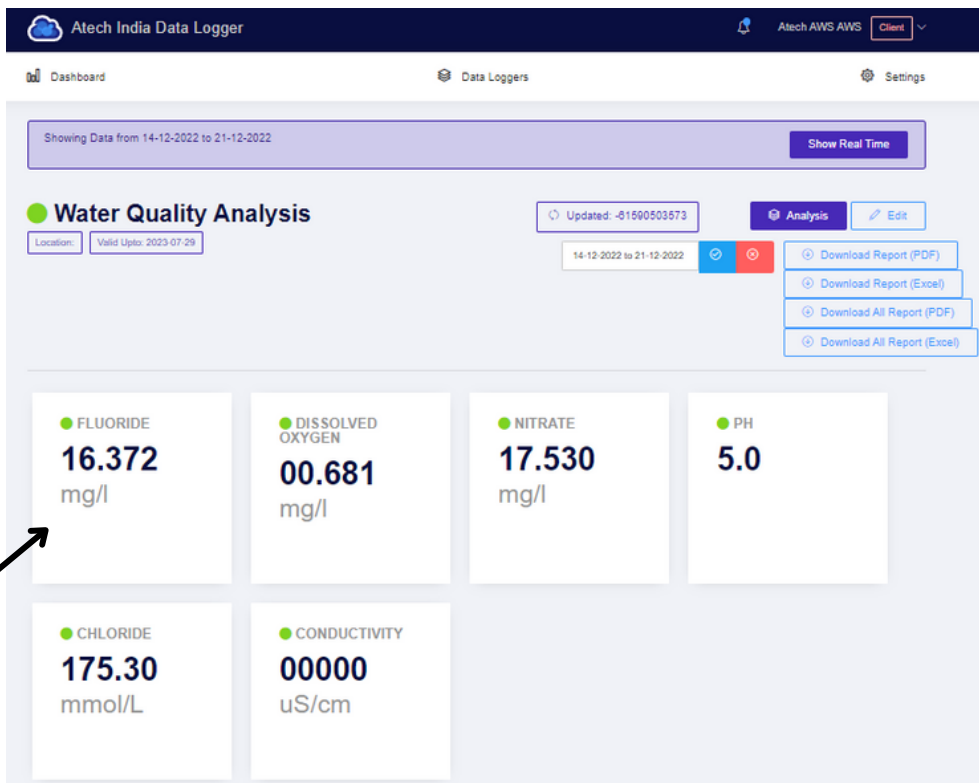 Atech India Data Logger
Atech AWS AWS
Client
Dashboard
Data Loggers
Settings
Showing Data from 14-12-2022 to 21-12-2022
Show Real Time
Water Quality Analysis
Updated: -61590503573
Analysis
Edit
Location:
Valid Upto: 2023-07-29
14-12-2022 to 21-12-2022
Download Report (PDF)
Download Report (Excel)
Download All Report (PDF)
Download All Report (Excel)
FLUORIDE
16.372
mg/l
DISSOLVED
OXYGEN
00.681
mg/l
NITRATE
17.530
mg/l
PH
5.0
CHLORIDE
175.30
mmol/L
CONDUCTIVITY
00000
uS/cm